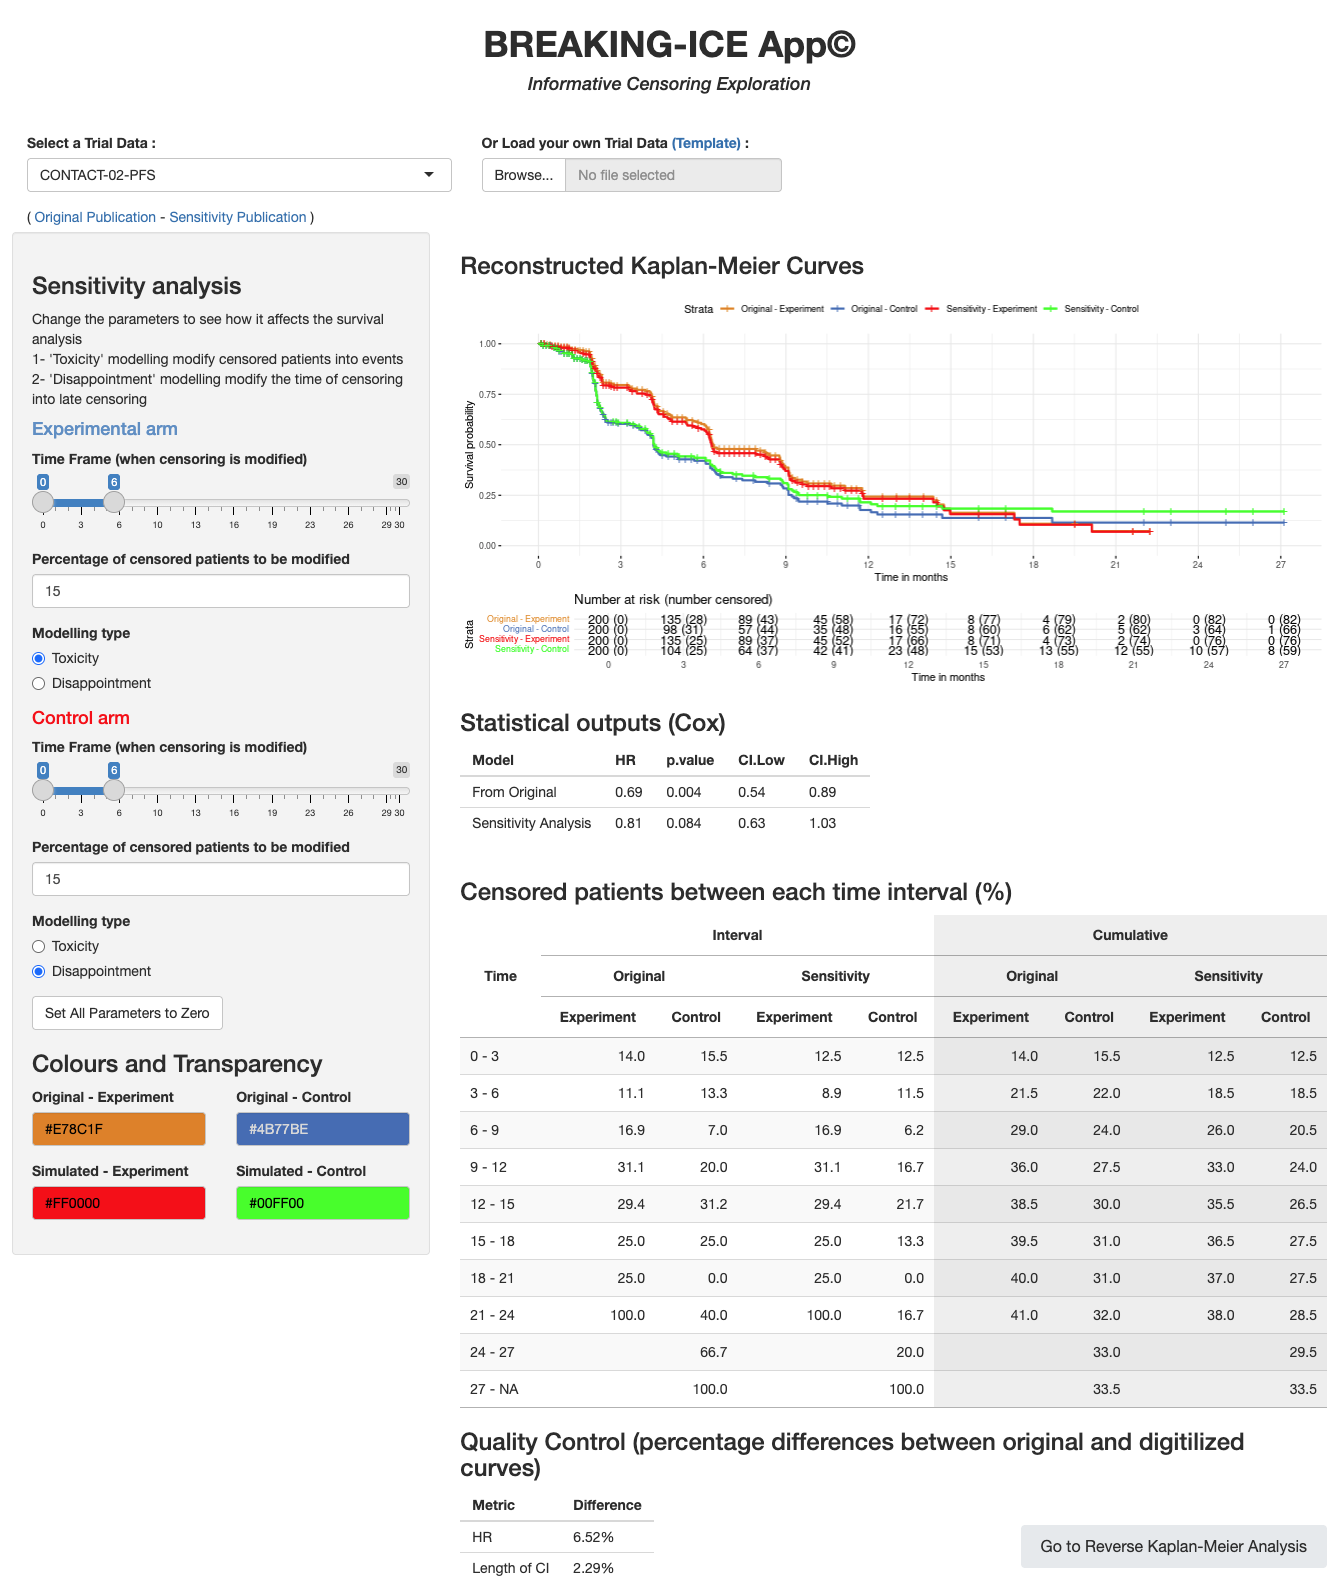 BREAKING-ICE App©
Informative Censoring Exploration
Select a Trial Data :
CONTACT-02-PFS
( Original Publication - Sensitivity Publication )
Or Load your own Trial Data (Template) :
Browse... No file selected
Sensitivity analysis
Change the parameters to see how it affects the survival
analysis
1- 'Toxicity' modelling modify censored patients into events
2- 'Disappointment' modelling modify the time of censoring
into late censoring
Experimental arm
Time Frame (when censoring is modified)
0 6 30
0 3 6 10 13 16 19 23 26 29 30
Percentage of censored patients to be modified
15
Modelling type
Toxicity
Disappointment
Control arm
Time Frame (when censoring is modified)
0 6 30
0 3 6 10 13 16 19 23 26 29 30
Percentage of censored patients to be modified
15
Modelling type
Toxicity
Disappointment
Set All Parameters to Zero
Colours and Transparency
Original - Experiment Original - Control
#E78C1F #4B77BE
Simulated - Experiment Simulated - Control
#FF0000 #00FF00
Reconstructed Kaplan-Meier Curves
Strata Original - Experiment Original - Control Sensitivity - Experiment Sensitivity - Control
Survival probability
1.00
0.75
0.50
0.25
0.00
0 3 6 9 12 15 18 21 24 27
Time in months
Number at risk (number censored)
Strata
Original - Experiment 200 (0) 135 (28) 89 (43) 45 (58) 17 (72) 8 (77) 4 (79) 2 (80) 0 (82) 0 (82)
Original - Control 200 (0) 98 (31) 57 (44) 35 (48) 16 (55) 8 (60) 6 (62) 5 (62) 3 (64) 1 (66)
Sensitivity - Experiment 200 (0) 135 (25) 89 (37) 45 (52) 17 (66) 8 (71) 4 (73) 2 (74) 0 (76) 0 (76)
Sensitivity - Control 200 (0) 104 (25) 64 (37) 42 (41) 23 (48) 15 (53) 13 (55) 12 (55) 10 (57) 8 (59)
0 3 6 9 12 15 18 21 24 27
Time in months
Statistical outputs (Cox)
Model HR p.value CI.Low CI.High
From Original 0.69 0.004 0.54 0.89
Sensitivity Analysis 0.81 0.084 0.63 1.03
Censored patients between each time interval (%)
Interval Cumulative
Time Original Sensitivity Original Sensitivity
Experiment Control Experiment Control Experiment Control Experiment Control
0 - 3 14.0 15.5 12.5 12.5 14.0 15.5 12.5 12.5
3 - 6 11.1 13.3 8.9 11.5 21.5 22.0 18.5 18.5
6 - 9 16.9 7.0 16.9 6.2 29.0 24.0 26.0 20.5
9 - 12 31.1 20.0 31.1 16.7 36.0 27.5 33.0 24.0
12 - 15 29.4 31.2 29.4 21.7 38.5 30.0 35.5 26.5
15 - 18 25.0 25.0 25.0 13.3 39.5 31.0 36.5 27.5
18 - 21 25.0 0.0 25.0 0.0 40.0 31.0 37.0 27.5
21 - 24 100.0 40.0 100.0 16.7 41.0 32.0 38.0 28.5
24 - 27 66.7 20.0 33.0 29.5
27 - NA 100.0 100.0 33.5 33.5
Quality Control (percentage differences between original and digitilized
curves)
Metric Difference
HR 6.52%
Length of CI 2.29%
Go to Reverse Kaplan-Meier Analysis